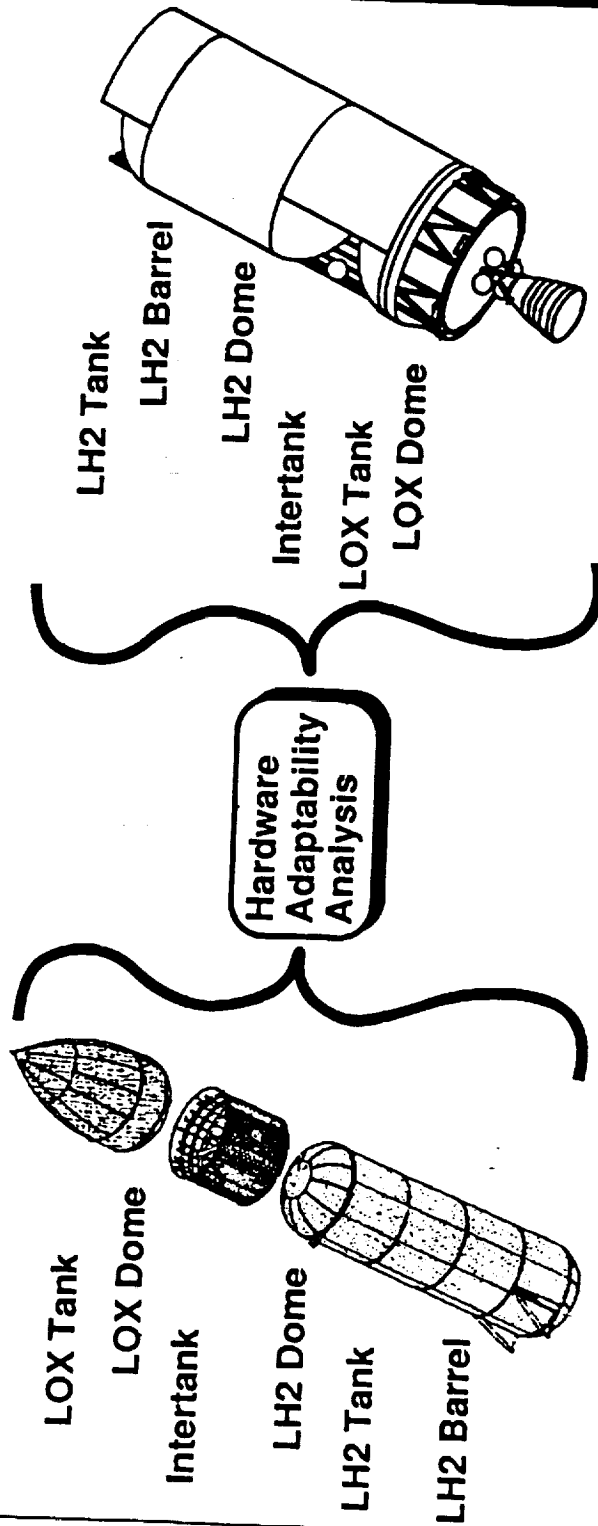 LOX Tank
LOX Dome
Intertank
LH2 Dome
LH2 Tank
LH2 Barrel
Hardware
Adaptability
Analysis
LH2 Tank
LH2 Barrel
LH2 Dome
Intertank
LOX Tank
LOX Dome